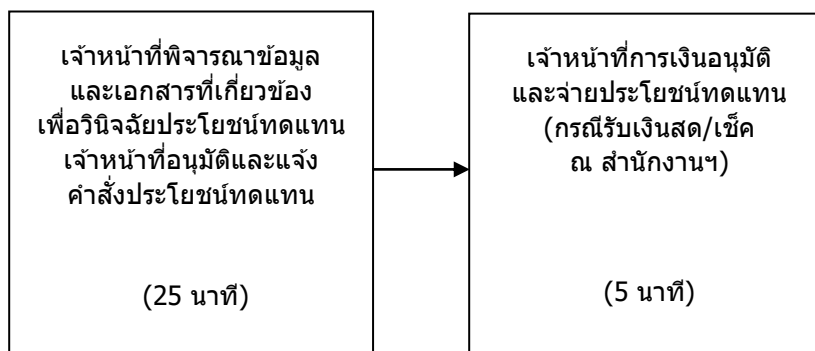 เจ้าหน้าที่พิจารณาข้อมูล
และเอกสารที่เกี่ยวข้อง
เพื่อวินิจฉัยประโยชน์ทดแทน
เจ้าหน้าที่อนุมัติและแจ้ง
คำสั่งประโยชน์ทดแทน
(25 นาที)
เจ้าหน้าที่การเงินอนุมัติ
และจ่ายประโยชน์ทดแทน
(กรณีรับเงินสด/เช็ค
ณ สำนักงานฯ)
(5 นาที)